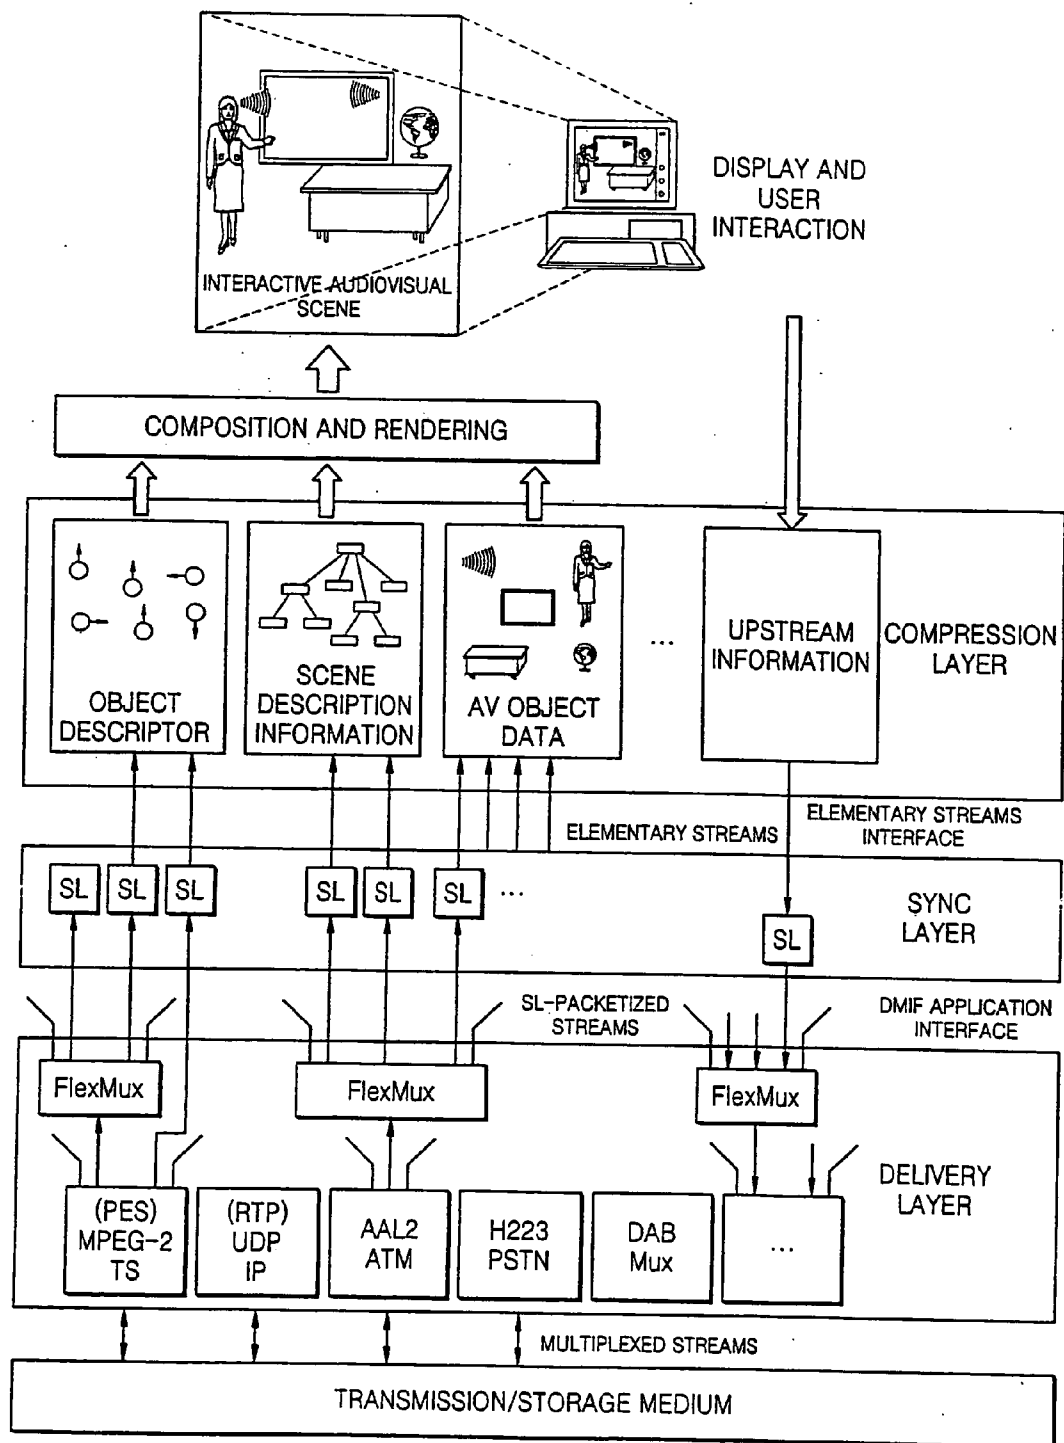 DISPLAY AND
USER
INTERACTION
INTERACTIVE AUDIOVISUAL
SCENE
COMPOSITION AND RENDERING
OBJECT
DESCRIPTOR
SCENE
DESCRIPTION
INFORMATION
AV OBJECT
DATA
...
UPSTREAM
INFORMATION
COMPRESSION
LAYER
ELEMENTARY STREAMS
ELEMENTARY STREAMS
INTERFACE
SL
SL
SL
SL
SL
SL
...
SL
SYNC
LAYER
SL-PACKETIZED
STREAMS
DMIF APPLICATION
INTERFACE
FlexMux
FlexMux
FlexMux
DELIVERY
LAYER
(PES)
MPEG-2
TS
(RTP)
UDP
IP
AAL2
ATM
H223
PSTN
DAB
Mux
...
MULTIPLEXED STREAMS
TRANSMISSION/STORAGE MEDIUM